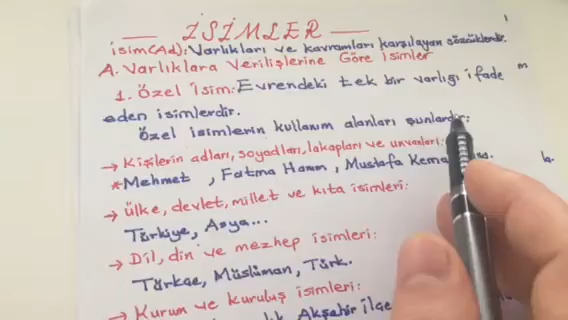 İSİMLER
isim(Ad): Varlıkları ve kavramları karşılayan sözcüklerdir.
A. Varlıklara Verilişlerine Göre İsimler
1. Özel İsim: Evrendeki tek bir varlığı ifade
eden isimlerdir.
Özel isimlerin kullanım alanları şunlardır:
→ Kişilerin adları, soyadları, lakapları ve unvanları:
*Mehmet , Fatma Hanım, Mustafa
→ Ülke, devlet, millet ve kıta isimleri:
Türkiye, Asya...
→ Dil, din ve mezhep isimleri:
Türkçe, Müslüman, Türk.
→ Kurum ve kuruluş isimleri:
Akşehir